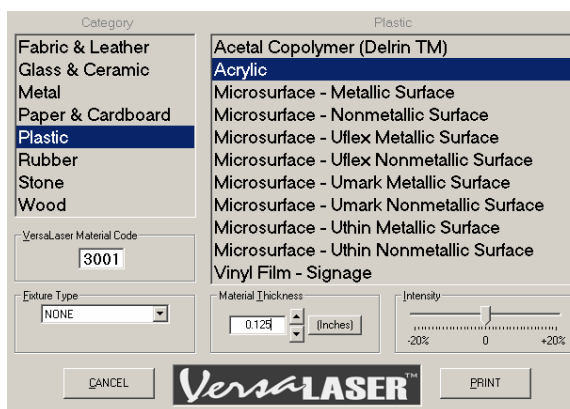 Category
Fabric & Leather
Glass & Ceramic
Metal
Paper & Cardboard
Plastic
Rubber
Stone
Wood
VersaLaser Material Code
3001
Fixture Type
NONE
Plastic
Acetal Copolymer (Delrin TM)
Acrylic
Microsurface - Metallic Surface
Microsurface - Nonmetallic Surface
Microsurface - Uflex Metallic Surface
Microsurface - Uflex Nonmetallic Surface
Microsurface - Umark Metallic Surface
Microsurface - Umark Nonmetallic Surface
Microsurface - Uthin Metallic Surface
Microsurface - Uthin Nonmetallic Surface
Vinyl Film - Signage
Material Thickness
0.125
(Inches)
Intensity
-20% 0 +20%
CANCEL
VersaLASER™
PRINT